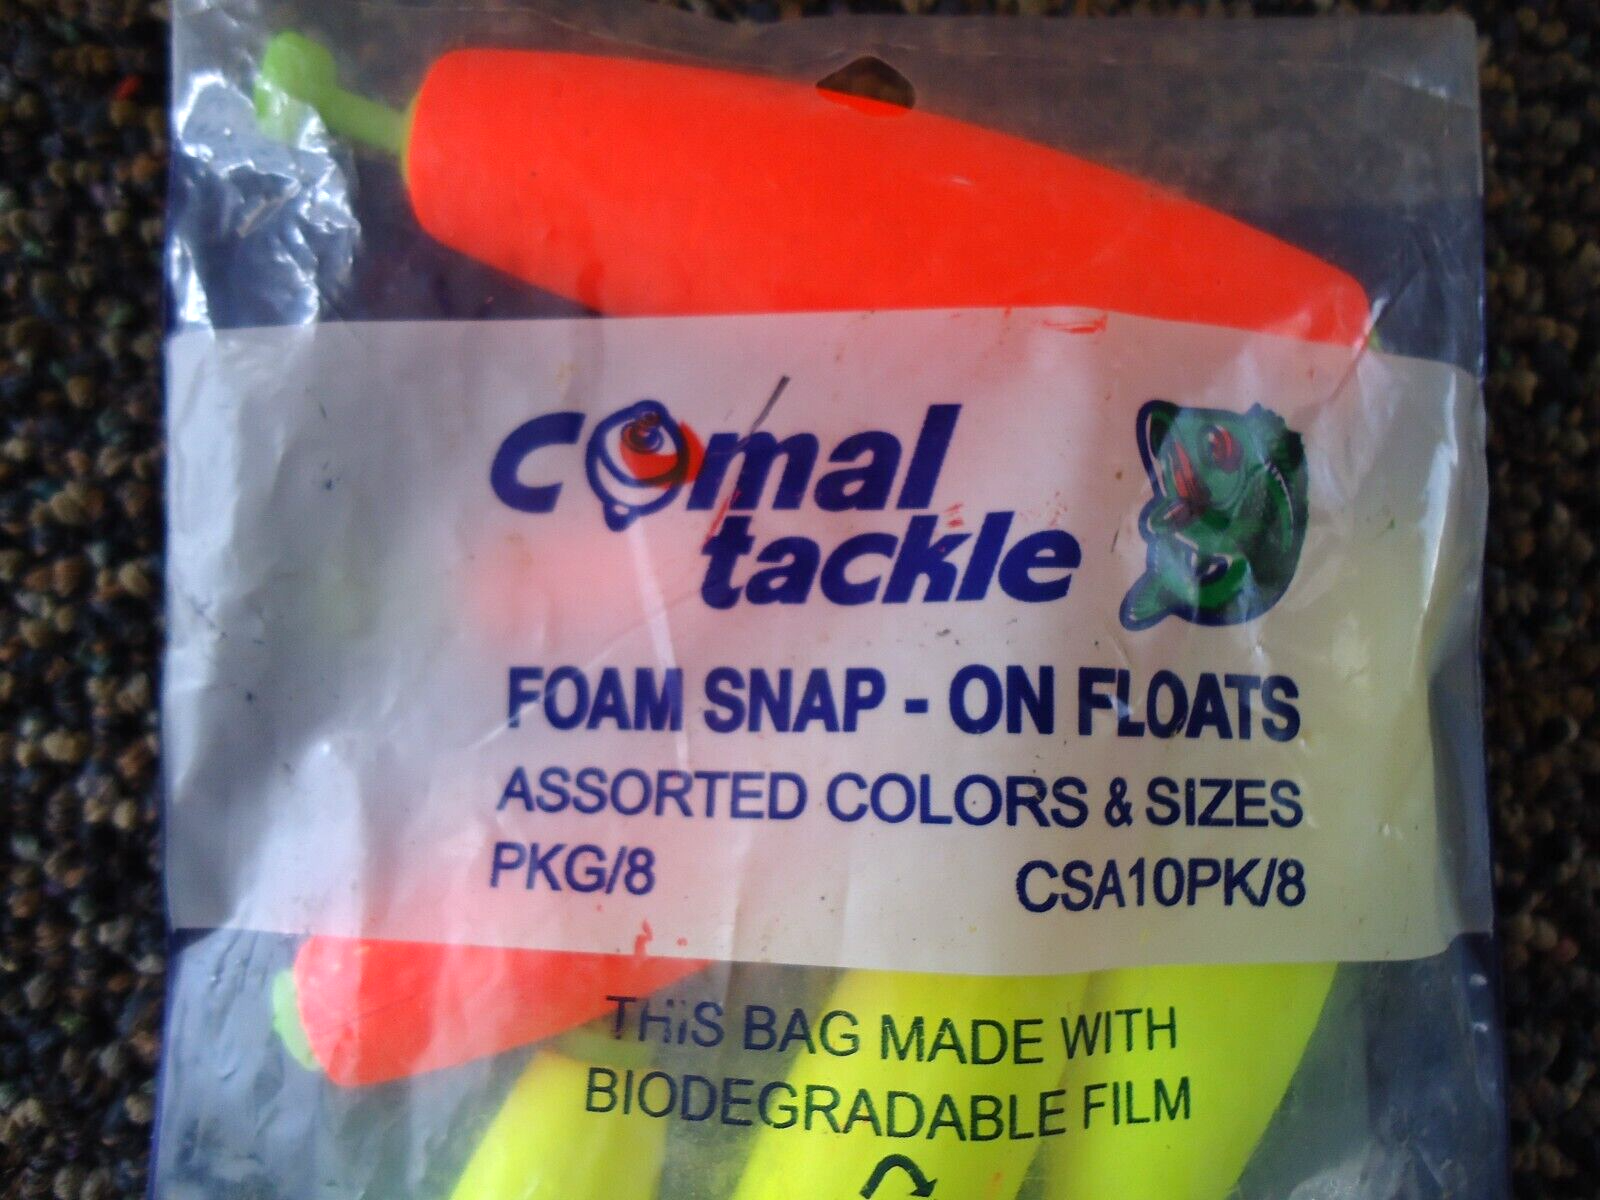 Comal
tackle
FOAM SNAP - ON FLOATS
ASSORTED COLORS & SIZES
PKG/8 CSA10PK/8
THIS BAG MADE WITH
BIODEGRADABLE FILM